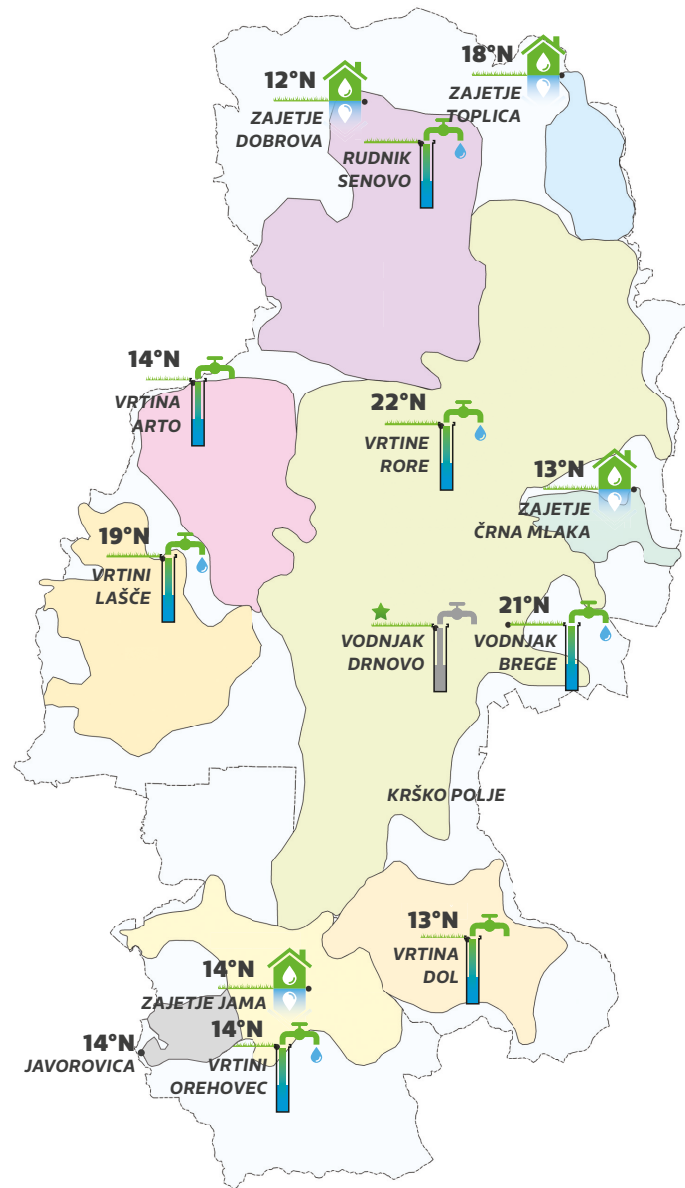 18°N
ZAJETJE
TOPLICA
12°N
ZAJETJE
DOBROVA
RUDNIK
SENOVO
14°N
VRTINA
ARTO
22°N
VRTINE
RORE
13°N
ZAJETJE
ČRNA MLAKA
19°N
VRTINI
LAŠČE
VODNJAK
DRNOVO
21°N
VODNJAK
BREGE
KRŠKO POLJE
13°N
VRTINA
DOL
14°N
ZAJETJE JAMA
14°N
JAVOROVICA
14°N
VRTINI
OREHOVEC